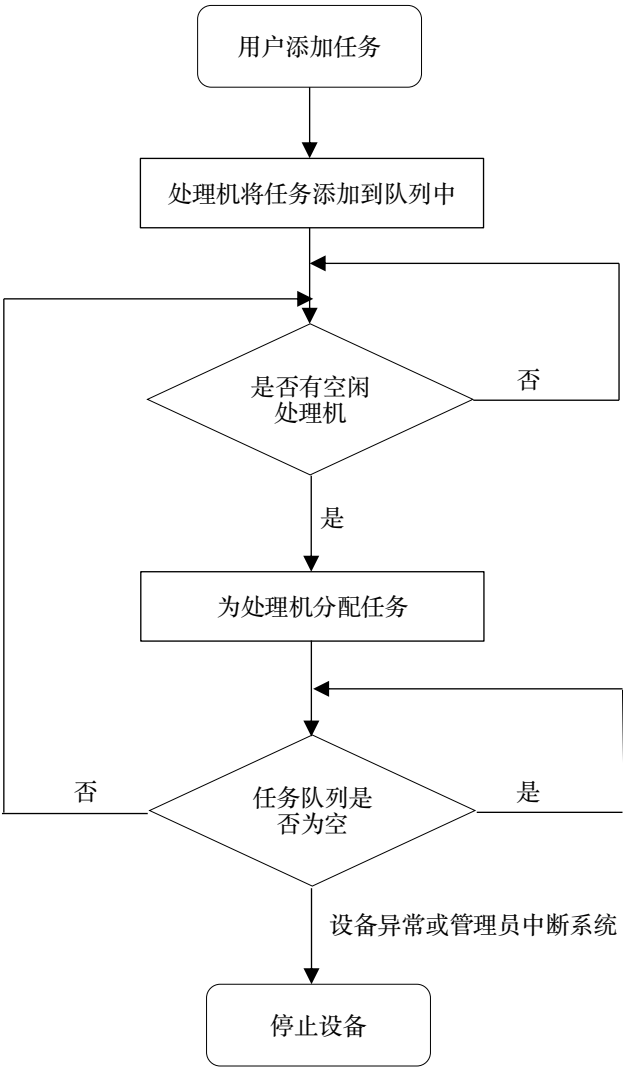 用户添加任务
处理机将任务添加到队列中
是否有空闲
处理机
否
是
为处理机分配任务
否
任务队列是
否为空
是
设备异常或管理员中断系统
停止设备